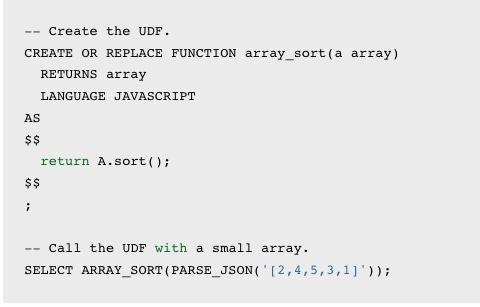 -- Create the UDF.
CREATE OR REPLACE FUNCTION array_sort(a array)
  RETURNS array
  LANGUAGE JAVASCRIPT
AS
$$
  return A.sort();
$$
;

-- Call the UDF with a small array.
SELECT ARRAY_SORT(PARSE_JSON('[2,4,5,3,1]'));